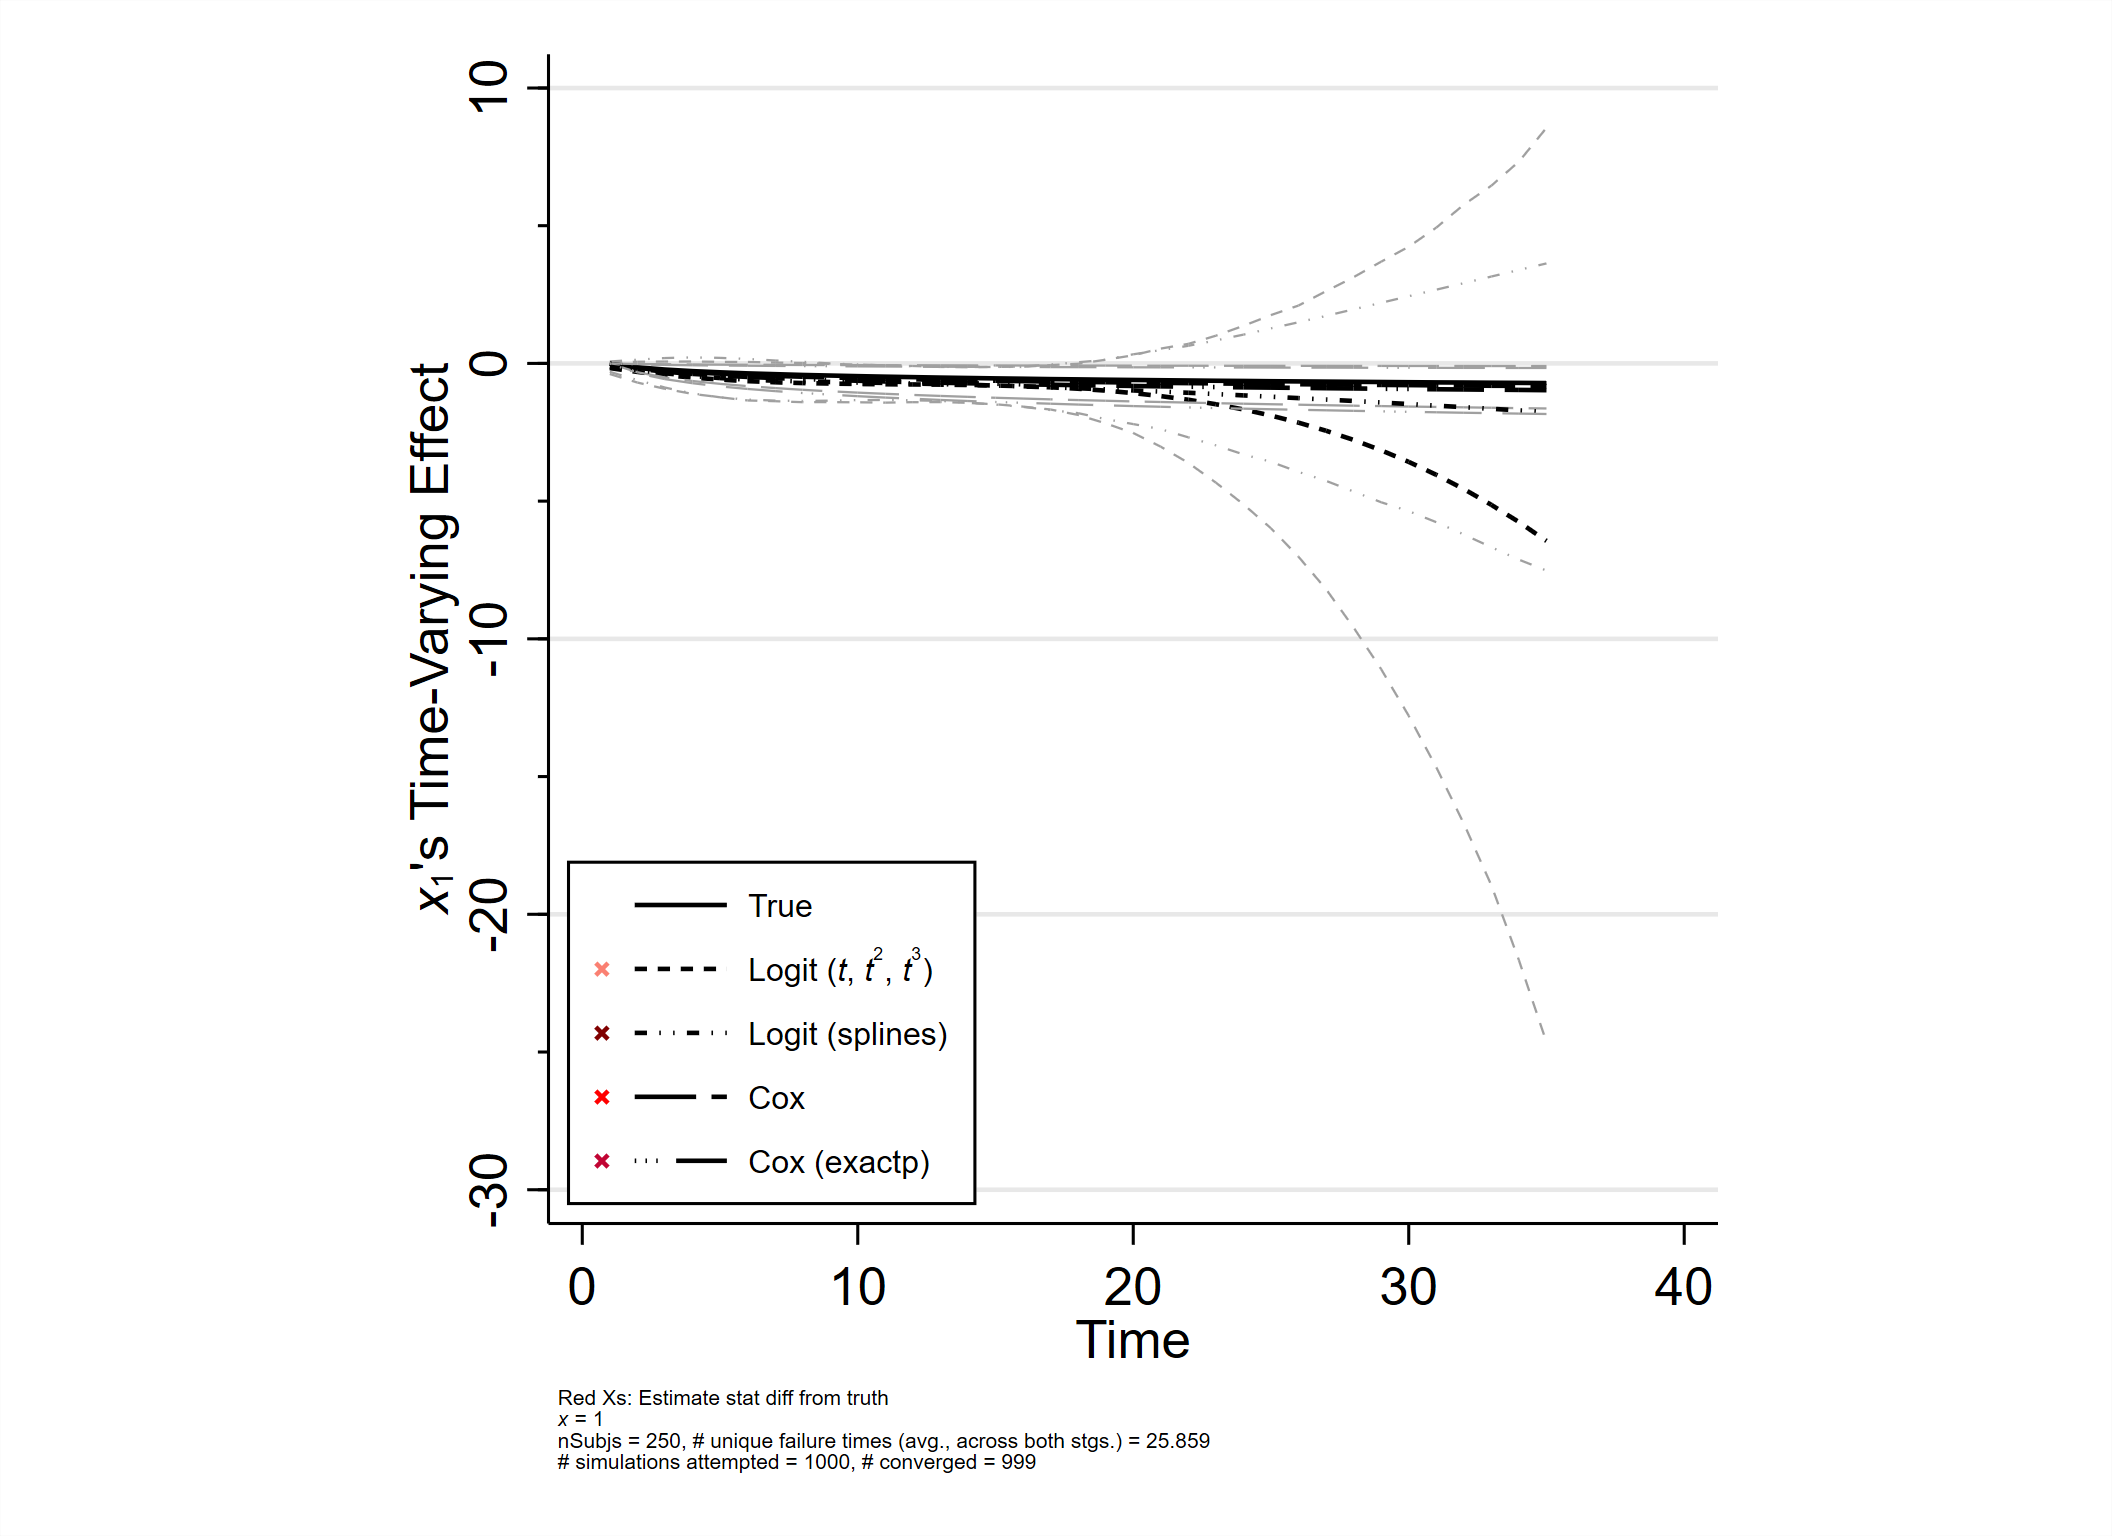 x₁'s Time-Varying Effect
10
0
-10
-20
-30
True
Logit (t, t², t³)
Logit (splines)
Cox
Cox (exactp)
0 10 20 30 40
Time
Red Xs: Estimate stat diff from truth
x = 1
nSubjs = 250, # unique failure times (avg., across both stgs.) = 25.859
# simulations attempted = 1000, # converged = 999